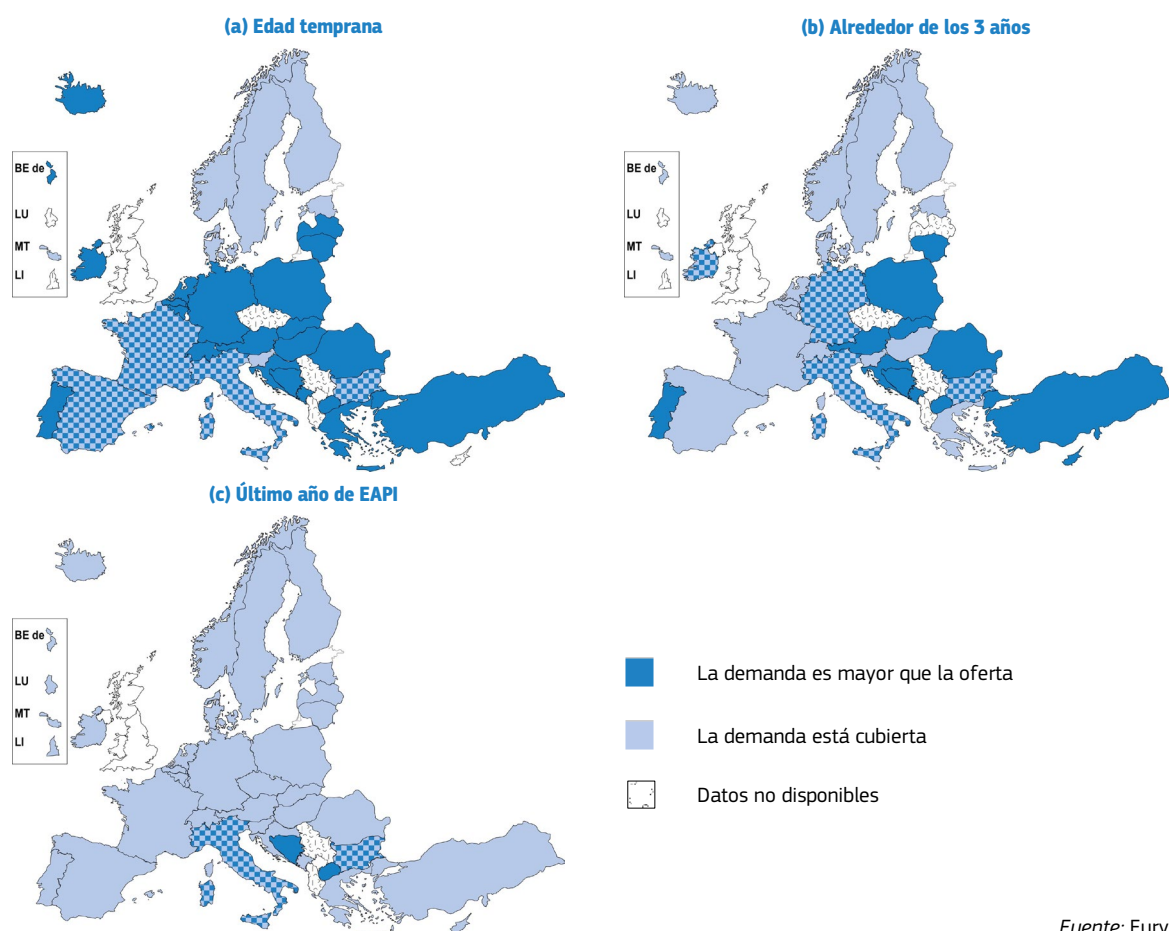 (a) Edad temprana
(b) Alrededor de los 3 años
BE de
LU
MT
LI
BE de
LU
MT
LI
(c) Último año de EAPI
BE de
LU
MT
LI
La demanda es mayor que la oferta
La demanda está cubierta
Datos no disponibles
Fuente: